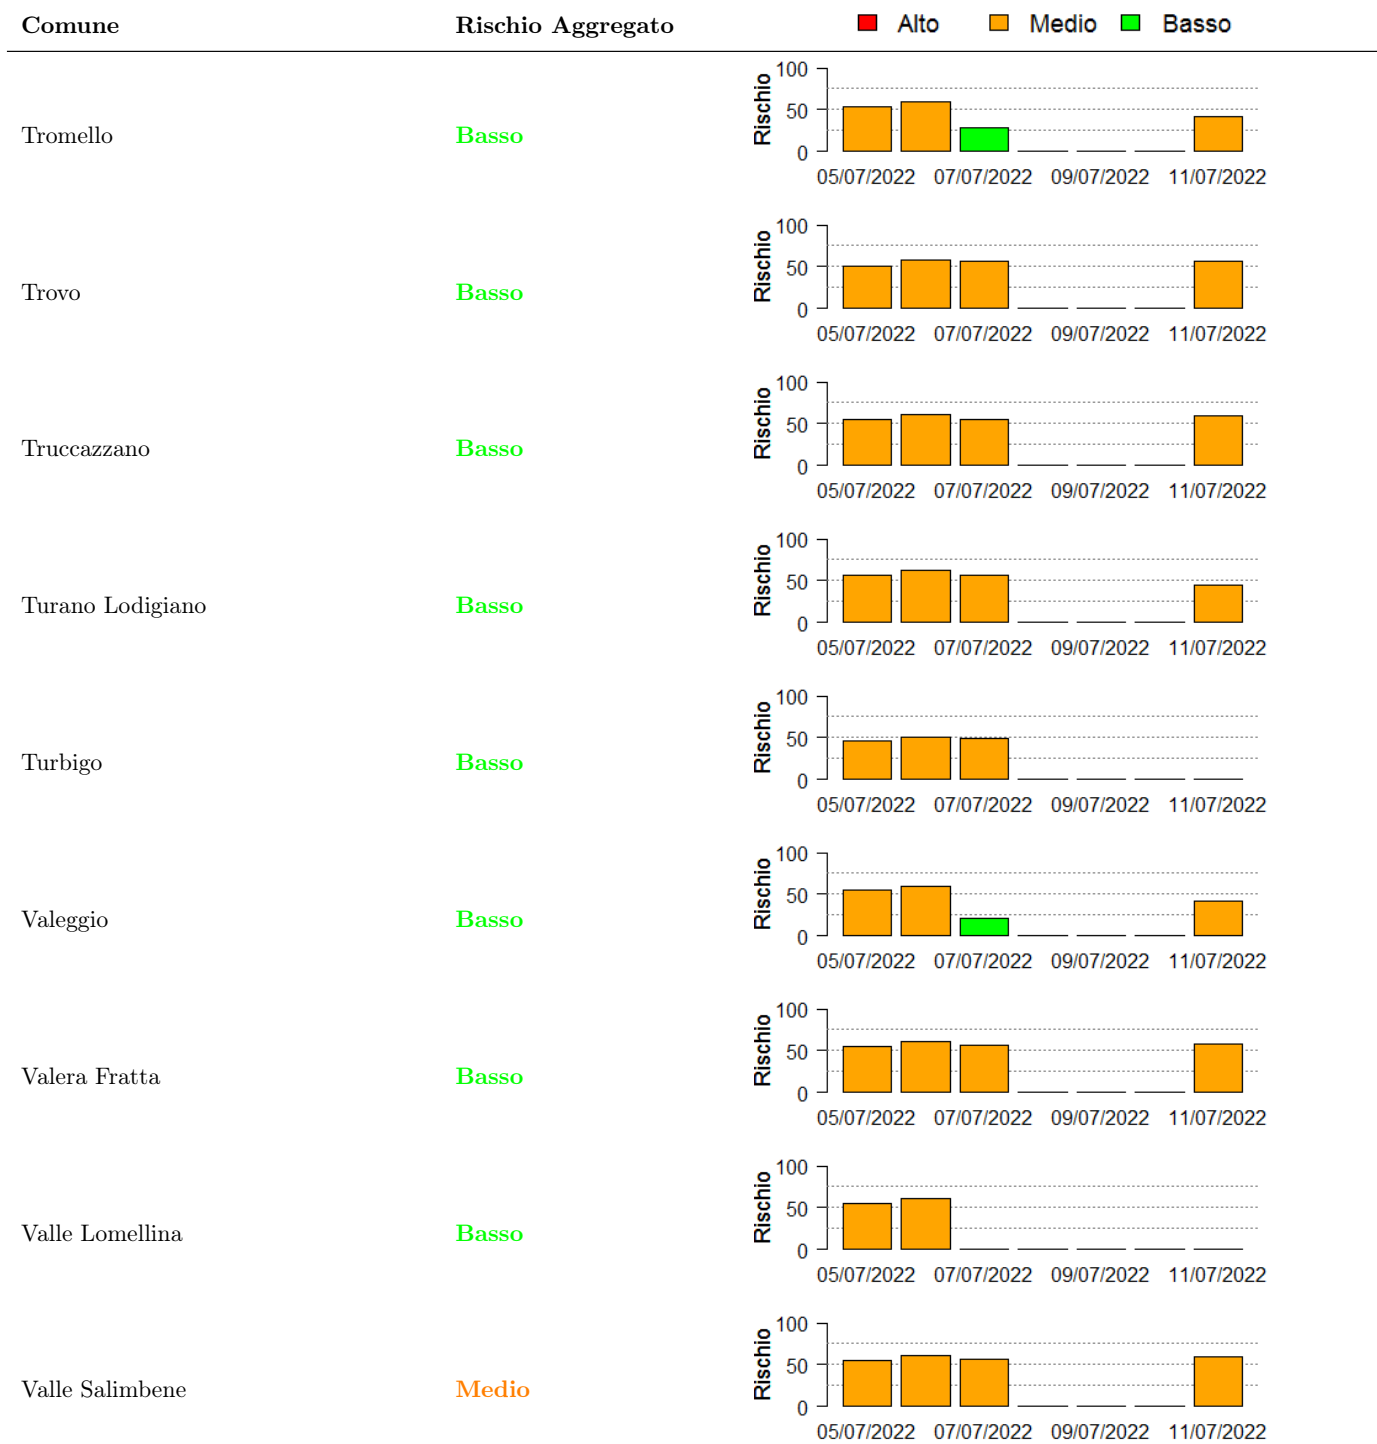 Comune Rischio Aggregato Alto Medio Basso
Tromello Basso
Rischio
100
50
0
05/07/2022 07/07/2022 09/07/2022 11/07/2022
Trovo Basso
Rischio
100
50
0
05/07/2022 07/07/2022 09/07/2022 11/07/2022
Truccazzano Basso
Rischio
100
50
0
05/07/2022 07/07/2022 09/07/2022 11/07/2022
Turano Lodigiano Basso
Rischio
100
50
0
05/07/2022 07/07/2022 09/07/2022 11/07/2022
Turbigo Basso
Rischio
100
50
0
05/07/2022 07/07/2022 09/07/2022 11/07/2022
Valeggio Basso
Rischio
100
50
0
05/07/2022 07/07/2022 09/07/2022 11/07/2022
Valera Fratta Basso
Rischio
100
50
0
05/07/2022 07/07/2022 09/07/2022 11/07/2022
Valle Lomellina Basso
Rischio
100
50
0
05/07/2022 07/07/2022 09/07/2022 11/07/2022
Valle Salimbene Medio
Rischio
100
50
0
05/07/2022 07/07/2022 09/07/2022 11/07/2022